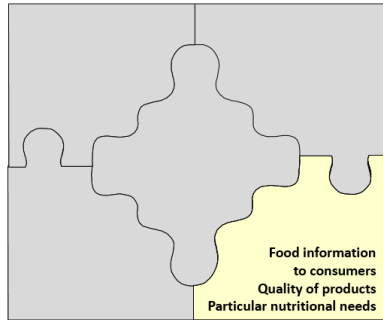 Food information
to consumers
Quality of products
Particular nutritional needs